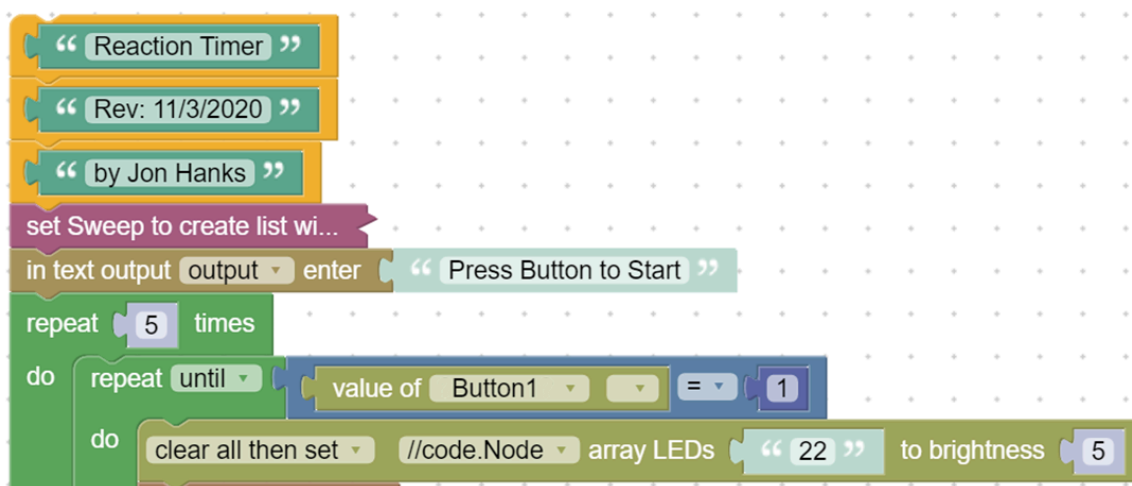 “ Reaction Timer ”
“ Rev: 11/3/2020 ”
“ by Jon Hanks ”
set Sweep to create list wi...
in text output output enter “ Press Button to Start ”
repeat 5 times
do repeat until value of Button1 = 1
do clear all then set //code.Node array LEDs “ 22 ” to brightness 5